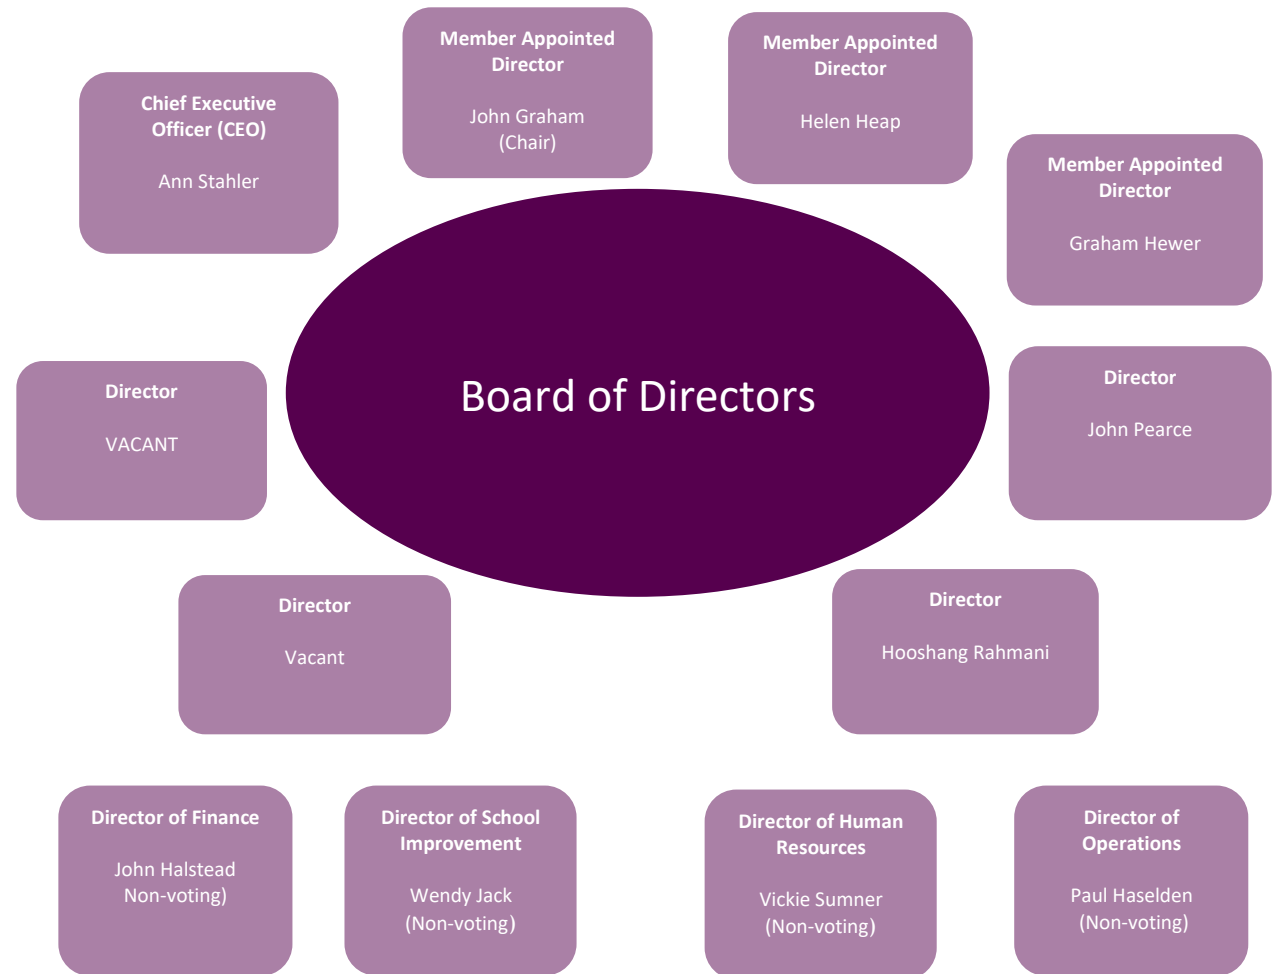 Member Appointed
Director
John Graham
(Chair)
Member Appointed
Director
Helen Heap
Chief Executive
Officer (CEO)
Ann Stahler
Member Appointed
Director
Graham Hewer
Board of Directors
Director
VACANT
Director
John Pearce
Director
Vacant
Director
Hooshang Rahmani
Director of Finance
John Halstead
Non-voting)
Director of School
Improvement
Wendy Jack
(Non-voting)
Director of Human
Resources
Vickie Sumner
(Non-voting)
Director of
Operations
Paul Haselden
(Non-voting)